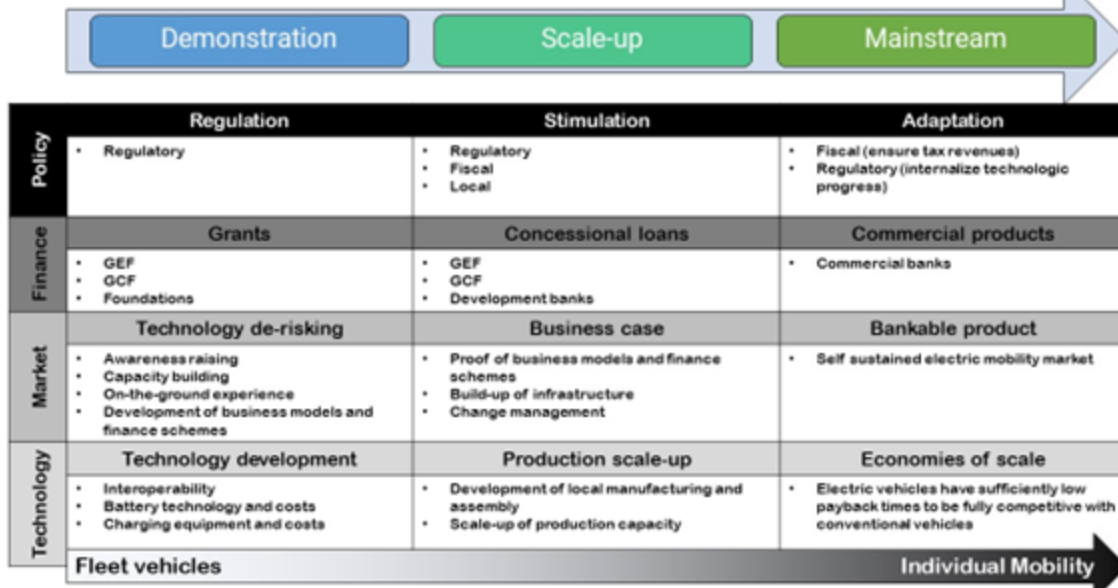 Demonstration
Scale-up
Mainstream
Policy
Regulation
Stimulation
Adaptation
• Regulatory
• Regulatory
• Fiscal
• Local
• Fiscal (ensure tax revenues)
• Regulatory (internalize technologic
progress)
Finance
Grants
Concessional loans
Commercial products
• GEF
• GCF
• Foundations
• GEF
• GCF
• Development banks
• Commercial banks
Market
Technology de-risking
Business case
Bankable product
• Awareness raising
• Capacity building
• On-the-ground experience
• Development of business models and
finance schemes
• Proof of business models and finance
schemes
• Build-up of infrastructure
• Change management
• Self sustained electric mobility market
Technology
Technology development
Production scale-up
Economies of scale
• Interoperability
• Battery technology and costs
• Charging equipment and costs
• Development of local manufacturing and
assembly
• Scale-up of production capacity
• Electric vehicles have sufficiently low
payback times to be fully competitive with
conventional vehicles
Fleet vehicles
Individual Mobility